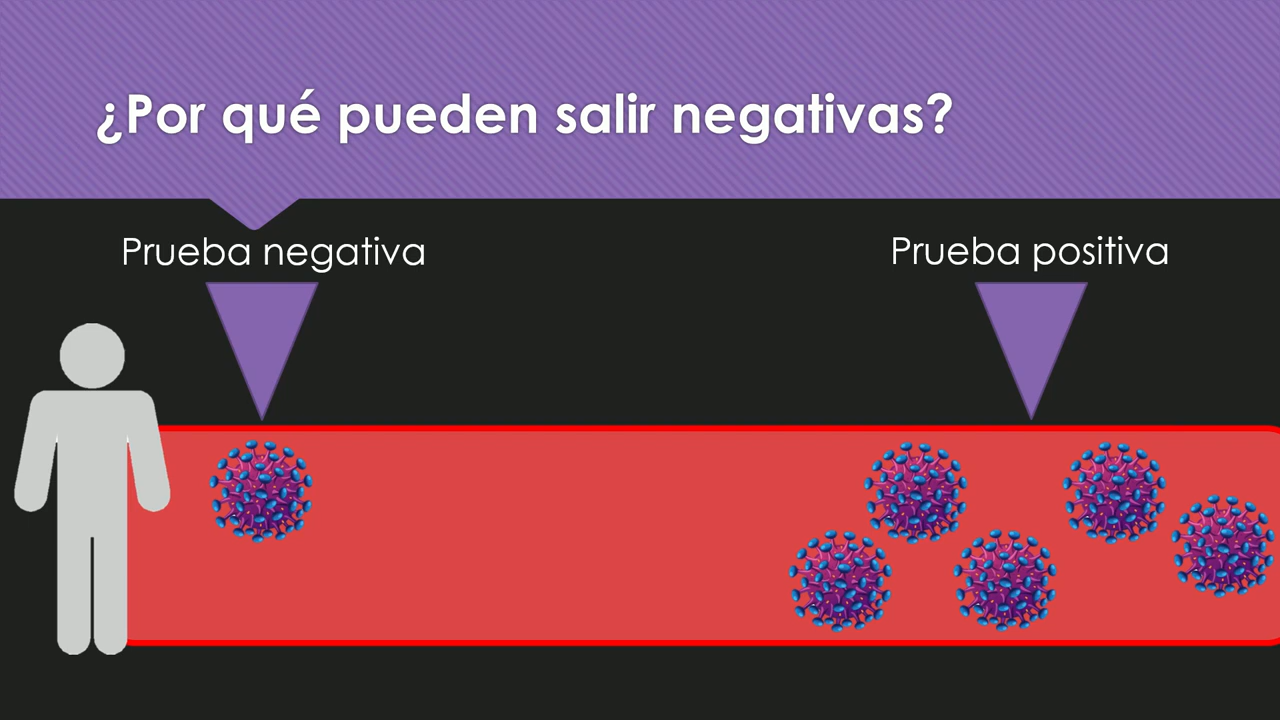 ¿Por qué pueden salir negativas?
Prueba negativa
Prueba positiva